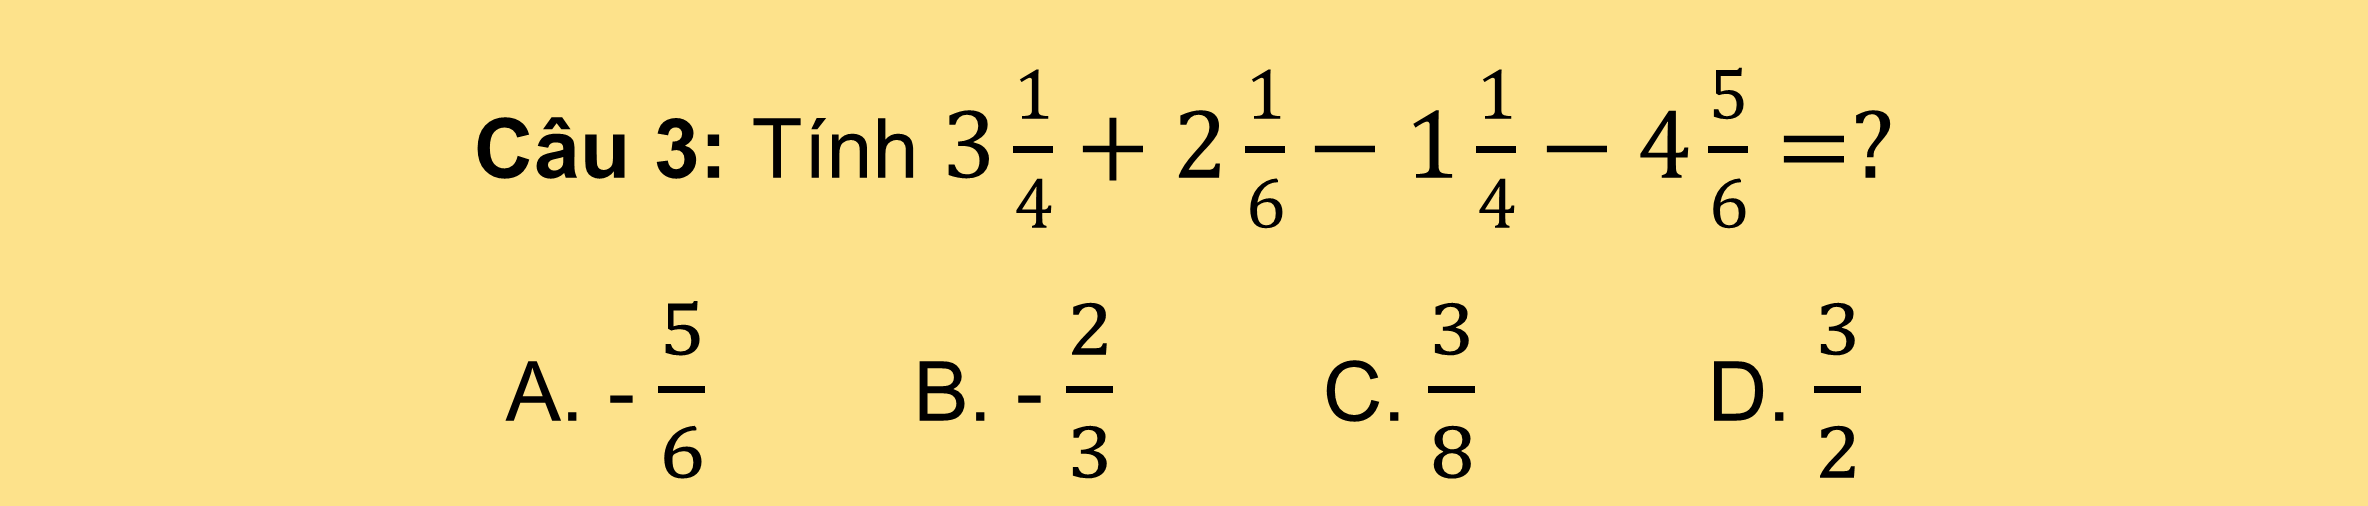 Câu 3: Tính 3 1/4 + 2 1/6 − 1 1/4 − 4 5/6 =?
A. - 5/6 B. - 2/3 C. 3/8 D. 3/2